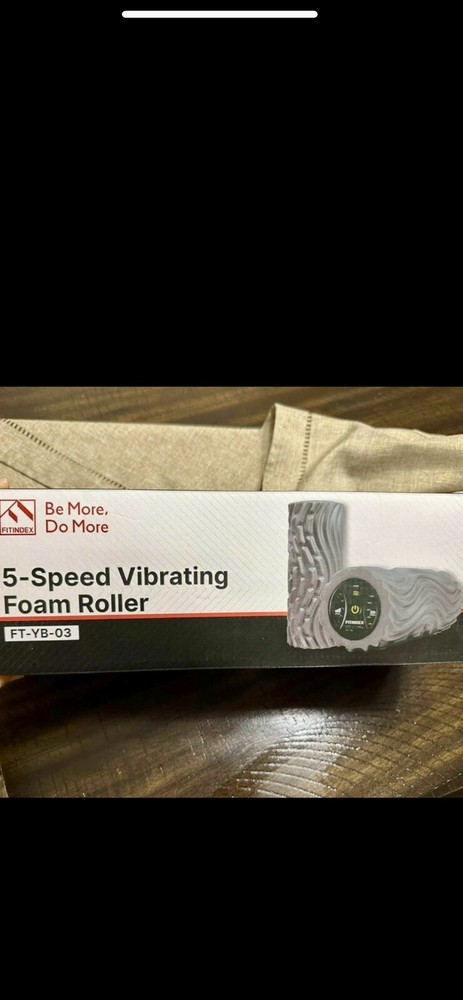 FITINDEX
Be More,
Do More
5-Speed Vibrating
Foam Roller
FT-YB-03
FITINDEX